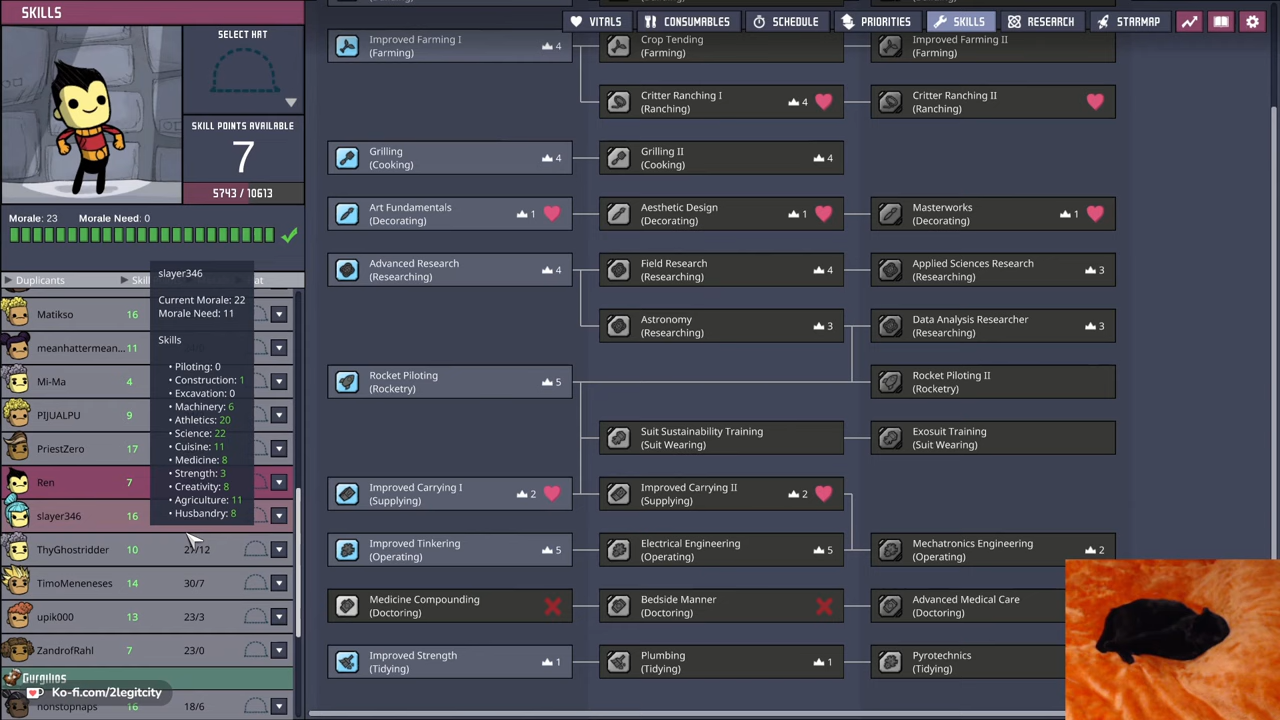 SKILLS
VITALS
CONSUMABLES
SCHEDULE
PRIORITIES
SKILLS
RESEARCH
STARMAP
SELECT HAT
SKILL POINTS AVAILABLE
7
5743 / 10613
Morale: 23
Morale Need: 0
Duplicants
Skill
at
Matikso 16
meanhattermean... 11
Mi-Ma 4
PIJUALPU 9
PriestZero 17
Ren 7
slayer346 16
ThyGhostridder 10 27/12
TimoMeneneses 14 30/7
upik000 13 23/3
ZandrofRahl 7 23/0
Gurgilios
nonstopnaps 16 18/6
Ko-fi.com/2legitcity
slayer346
Current Morale: 22
Morale Need: 11
Skills
• Piloting: 0
• Construction: 1
• Excavation: 0
• Machinery: 6
• Athletics: 20
• Science: 22
• Cuisine: 11
• Medicine: 8
• Strength: 3
• Creativity: 8
• Agriculture: 11
• Husbandry: 8
Improved Farming I
(Farming)
4
Crop Tending
(Farming)
Improved Farming II
(Farming)
Critter Ranching I
(Ranching)
4
Critter Ranching II
(Ranching)
Grilling
(Cooking)
4
Grilling II
(Cooking)
4
Art Fundamentals
(Decorating)
1
Aesthetic Design
(Decorating)
1
Masterworks
(Decorating)
1
Advanced Research
(Researching)
4
Field Research
(Researching)
4
Applied Sciences Research
(Researching)
3
Astronomy
(Researching)
3
Data Analysis Researcher
(Researching)
3
Rocket Piloting
(Rocketry)
5
Rocket Piloting II
(Rocketry)
Suit Sustainability Training
(Suit Wearing)
Exosuit Training
(Suit Wearing)
Improved Carrying I
(Supplying)
2
Improved Carrying II
(Supplying)
2
Improved Tinkering
(Operating)
5
Electrical Engineering
(Operating)
5
Mechatronics Engineering
(Operating)
2
Medicine Compounding
(Doctoring)
Bedside Manner
(Doctoring)
Advanced Medical Care
(Doctoring)
Improved Strength
(Tidying)
1
Plumbing
(Tidying)
1
Pyrotechnics
(Tidying)